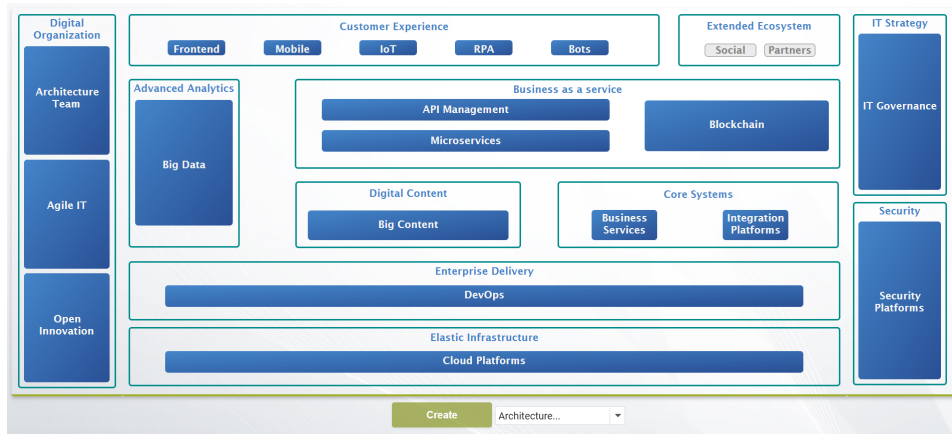 Digital
Organization
Architecture
Team
Agile IT
Open
Innovation
Customer Experience
Frontend
Mobile
IoT
RPA
Bots
Extended Ecosystem
Social
Partners
Advanced Analytics
Big Data
Business as a service
API Management
Microservices
Blockchain
Digital Content
Big Content
Core Systems
Business
Services
Integration
Platforms
Enterprise Delivery
DevOps
Elastic Infrastructure
Cloud Platforms
IT Strategy
IT Governance
Security
Security
Platforms
Create
Architecture...